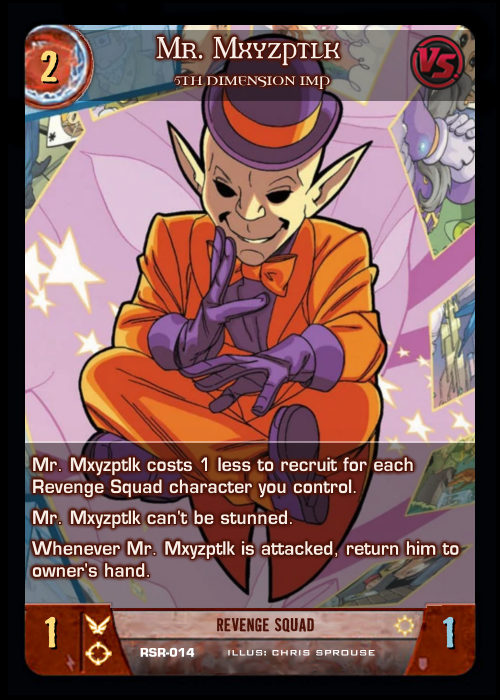 2
Mr. Mxyzptlk
5th Dimension Imp
VS
Mr. Mxyzptlk costs 1 less to recruit for each
Revenge Squad character you control.
Mr. Mxyzptlk can't be stunned.
Whenever Mr. Mxyzptlk is attacked, return him to
owner's hand.
1
REVENGE SQUAD
1
RSR-014 ILLUS: CHRIS SPROUSE